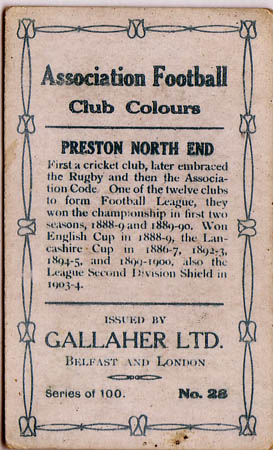 Association Football
Club Colours
PRESTON NORTH END
First a cricket club, later embraced
the Rugby and then the Associa-
tion Code. One of the twelve clubs
to form Football League, they
won the championship in first two
seasons, 1888-9 and 1889-90. Won
English Cup in 1888-9, the Lan-
cashire Cup in 1886-7, 1892-3,
1894-5, and 1899-1900, also the
League Second Division Shield in
1903-4.
ISSUED BY
GALLAHER LTD.
BELFAST AND LONDON
Series of 100. No. 28